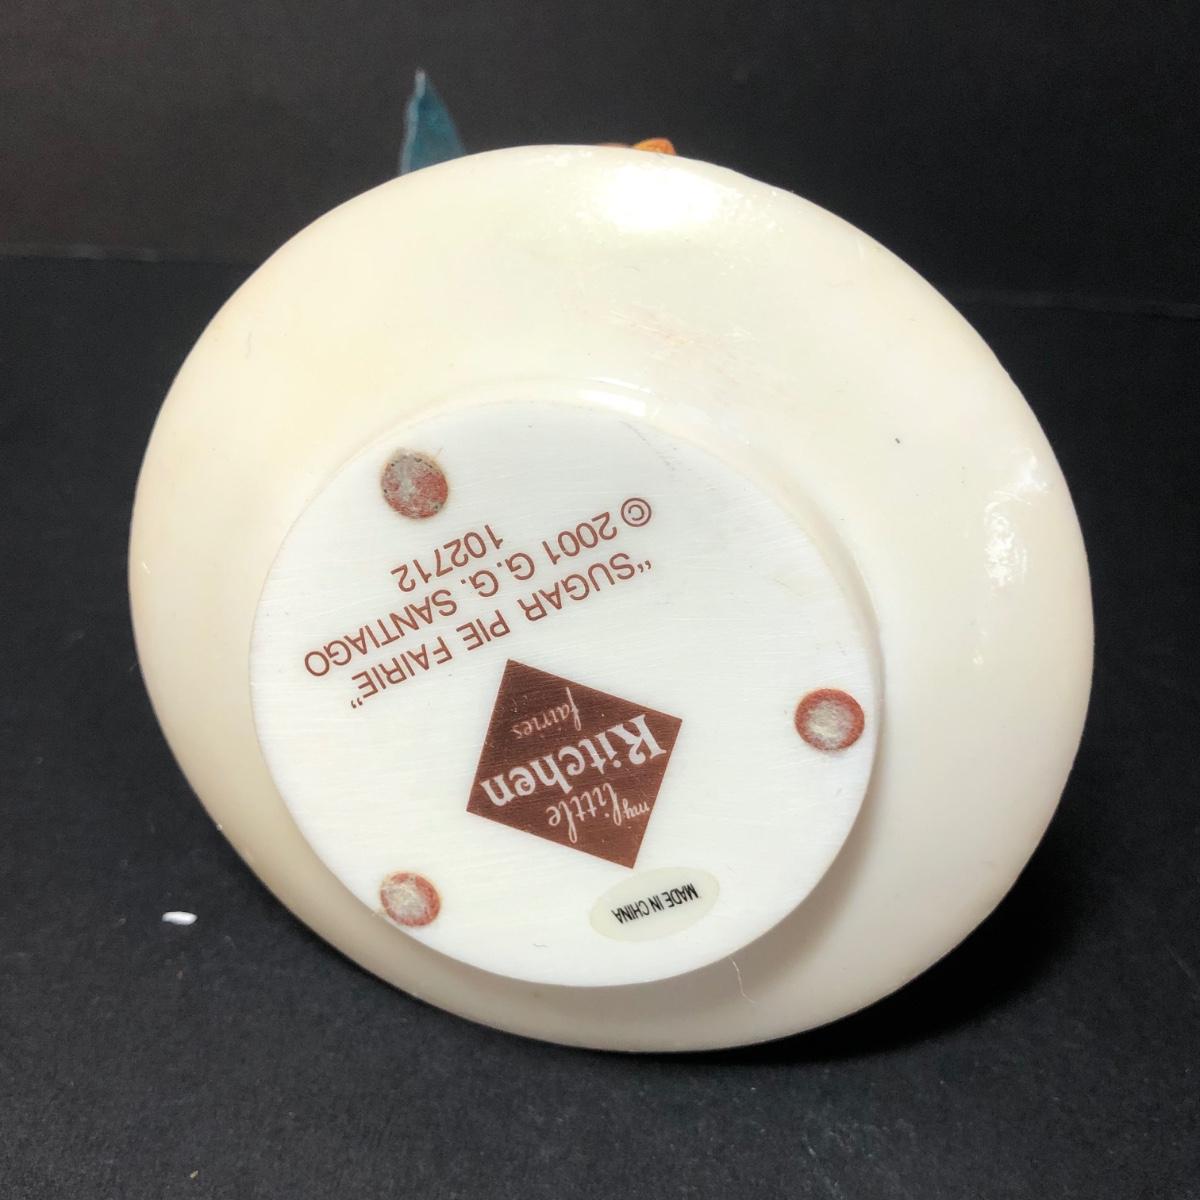 MADE IN CHINA
my little
Kitchen
fairies
"SUGAR PIE FAIRIE"
© 2001 G.G. SANTIAGO
102712